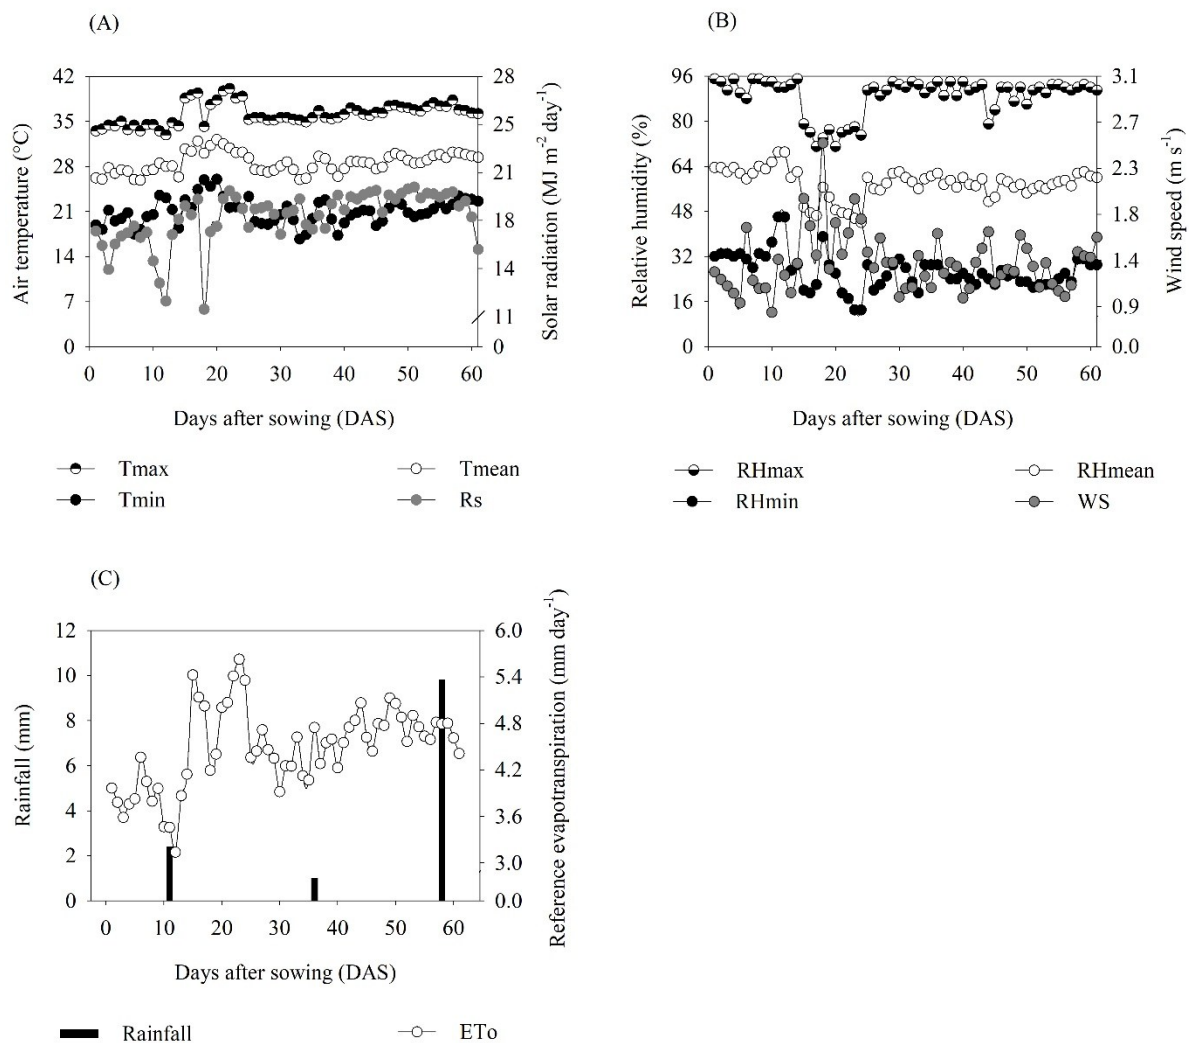 (A)
42
35
28
21
14
7
0
28
25
21
18
14
11
0
0 10 20 30 40 50 60
Air temperature (°C)
Solar radiation (MJ m⁻² day⁻¹)
Days after sowing (DAS)
Tmax Tmean
Tmin Rs
(B)
96
80
64
48
32
16
0
3.1
2.7
2.2
1.8
1.4
0.9
0.0
0 10 20 30 40 50 60
Relative humidity (%)
Wind speed (m s⁻¹)
Days after sowing (DAS)
RHmax RHmean
RHmin WS
(C)
12
10
8
6
4
2
0
6.0
5.4
4.8
4.2
3.6
3.0
0.0
0 10 20 30 40 50 60
Rainfall (mm)
Reference evapotranspiration (mm day⁻¹)
Days after sowing (DAS)
Rainfall ETo